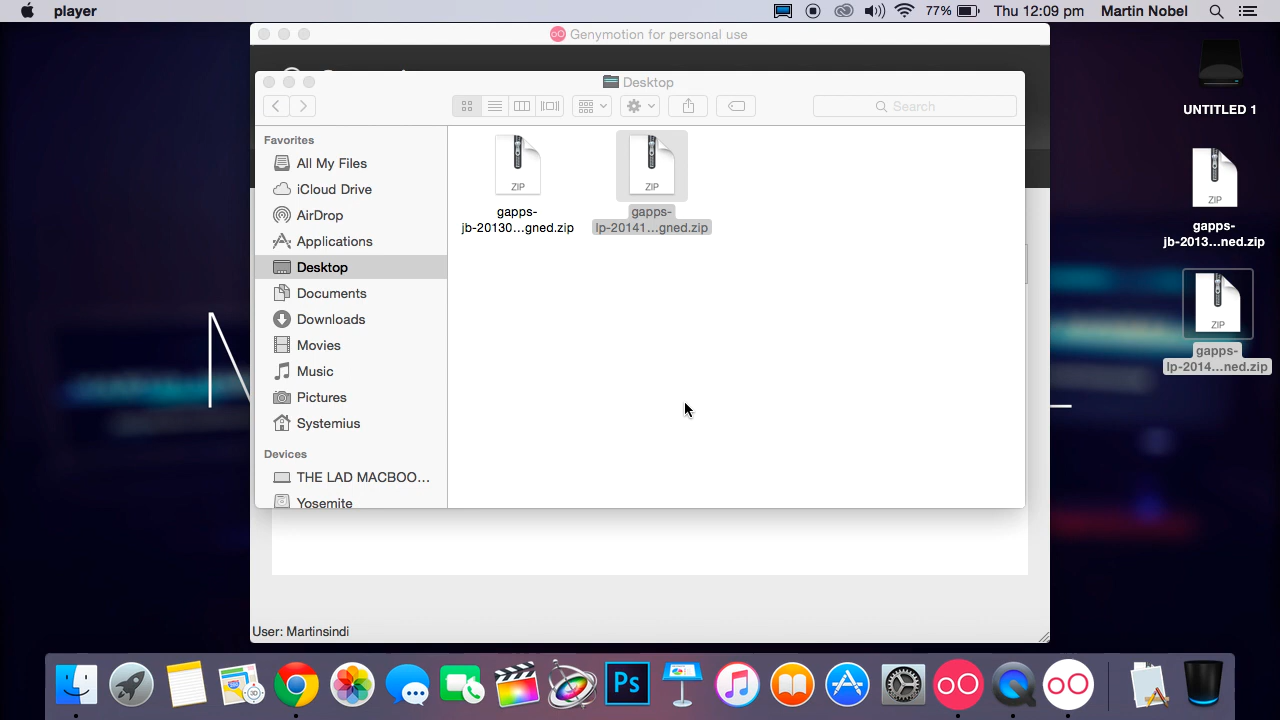 player
77%
Thu 12:09 pm
Martin Nobel
Genymotion for personal use
Desktop
Search
Favorites
All My Files
iCloud Drive
AirDrop
Applications
Desktop
Documents
Downloads
Movies
Music
Pictures
Systemius
Devices
THE LAD MACBOO...
Yosemite
ZIP
gapps-
jb-20130...gned.zip
ZIP
gapps-
lp-20141...gned.zip
UNTITLED 1
ZIP
gapps-
jb-2013...ned.zip
ZIP
gapps-
lp-2014...ned.zip
User: Martinsindi
Ps